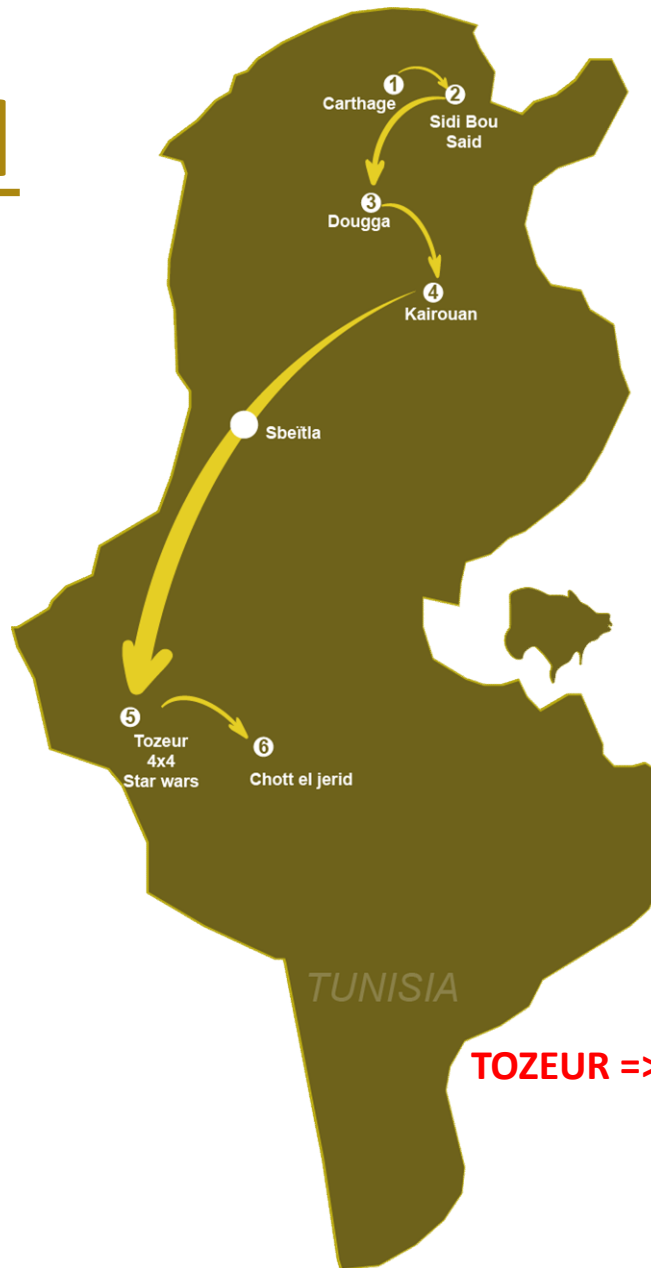 1
Carthage
2
Sidi Bou
Said
3
Dougga
4
Kairouan
Sbeïtla
5
Tozeur
4x4
Star wars
6
Chott el jerid
TUNISIA
TOZEUR =>